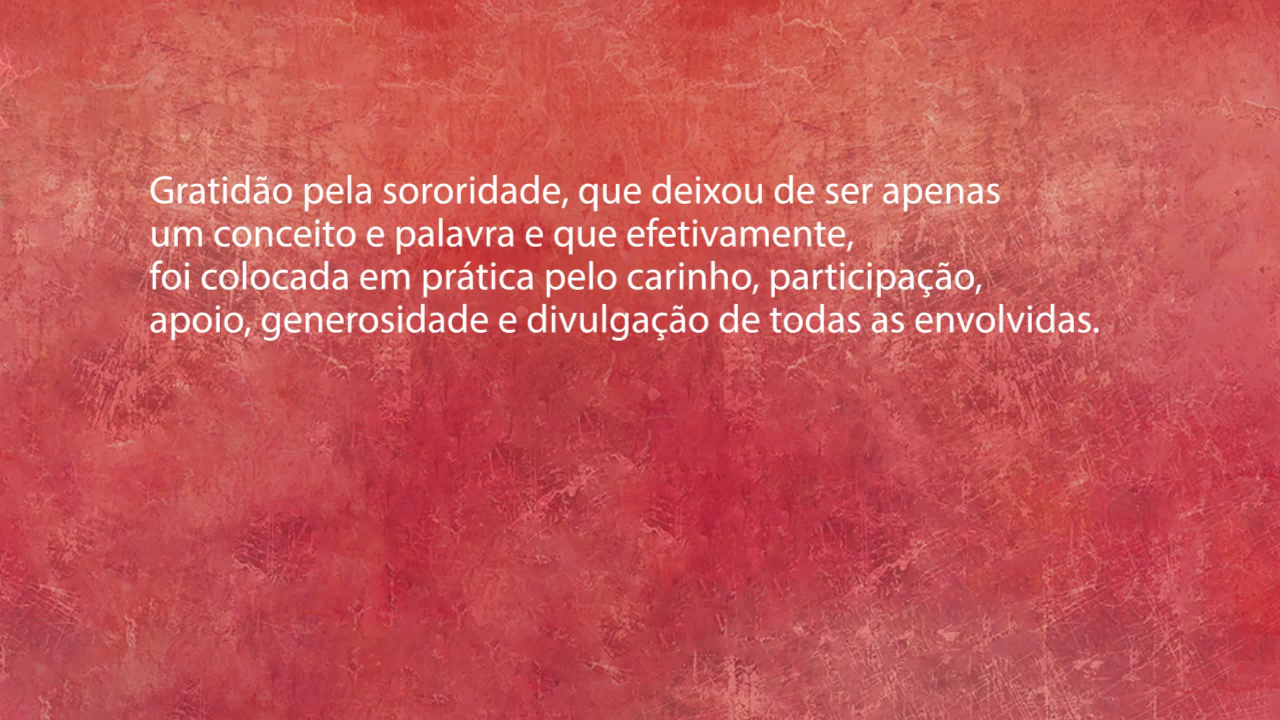 Gratidão pela sororidade, que deixou de ser apenas
um conceito e palavra e que efetivamente,
foi colocada em prática pelo carinho, participação,
apoio, generosidade e divulgação de todas as envolvidas.